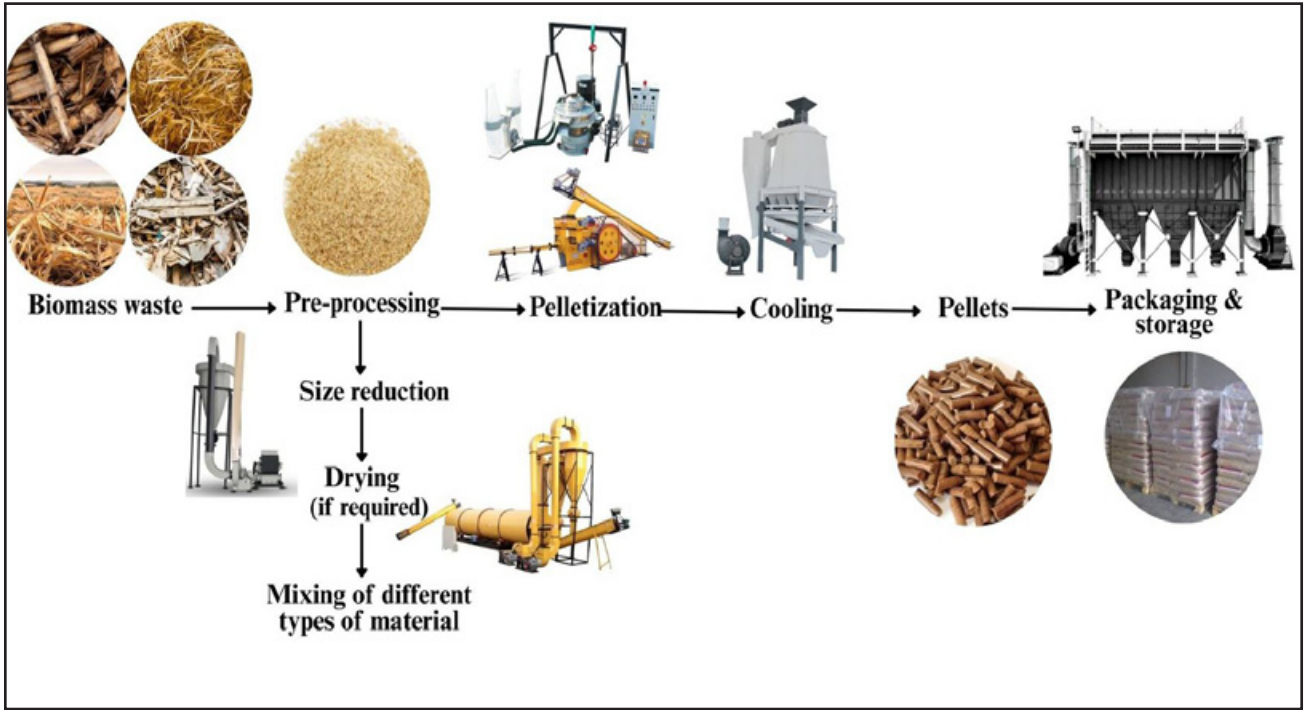 Biomass waste
Pre-processing
Pelletization
Cooling
Pellets
Packaging &
storage
Size reduction
Drying
(if required)
Mixing of different
types of material